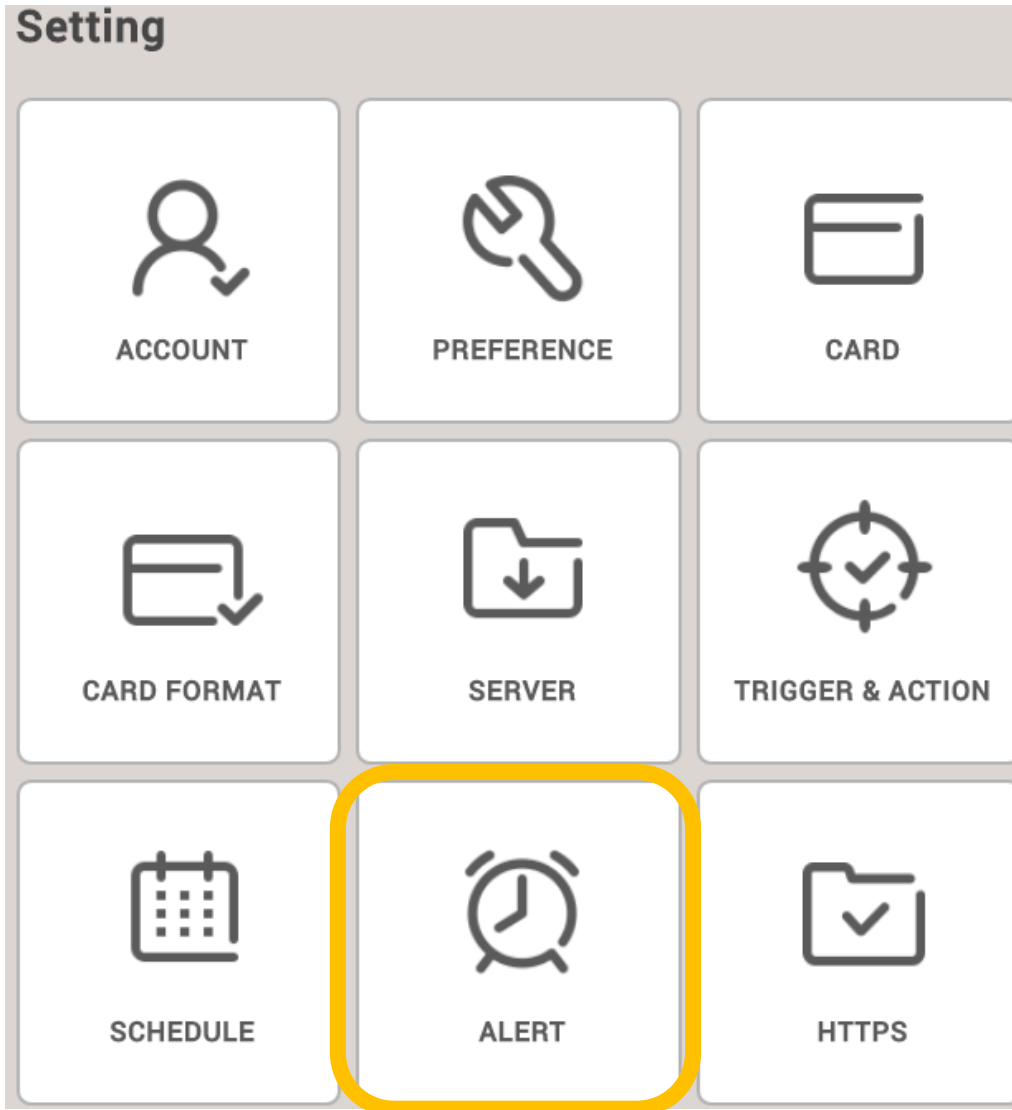 Setting
ACCOUNT
PREFERENCE
CARD
CARD FORMAT
SERVER
TRIGGER & ACTION
SCHEDULE
ALERT
HTTPS